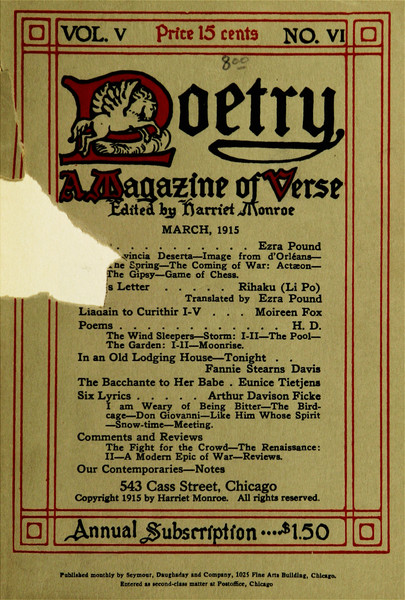 VOL. V Price 15 cents NO. VI
8 00
Poetry
A Magazine of Verse
Edited by Harriet Monroe
MARCH, 1915
. . . . . . . . . Ezra Pound
vincia Deserta—Image from d'Orléans—
ne Spring—The Coming of War: Actæon—
The Gipsy—Game of Chess.
's Letter . . . . . Rihaku (Li Po)
Translated by Ezra Pound
Liadain to Curithir I-V . . . Moireen Fox
Poems . . . . . . . . . . . H. D.
The Wind Sleepers—Storm: I-II—The Pool—
The Garden: I-II—Moonrise.
In an Old Lodging House—Tonight . .
Fannie Stearns Davis
The Bacchante to Her Babe . Eunice Tietjens
Six Lyrics . . . . . Arthur Davison Ficke
I am Weary of Being Bitter—The Bird-
cage—Don Giovanni—Like Him Whose Spirit
—Snow-time—Meeting.
Comments and Reviews
The Fight for the Crowd—The Renaissance:
II—A Modern Epic of War—Reviews.
Our Contemporaries—Notes
543 Cass Street, Chicago
Copyright 1915 by Harriet Monroe. All rights reserved.
Annual Subscription ....$1.50
Published monthly by Seymour, Daughaday and Company, 1025 Fine Arts Building, Chicago.
Entered as second-class matter at Postoffice, Chicago